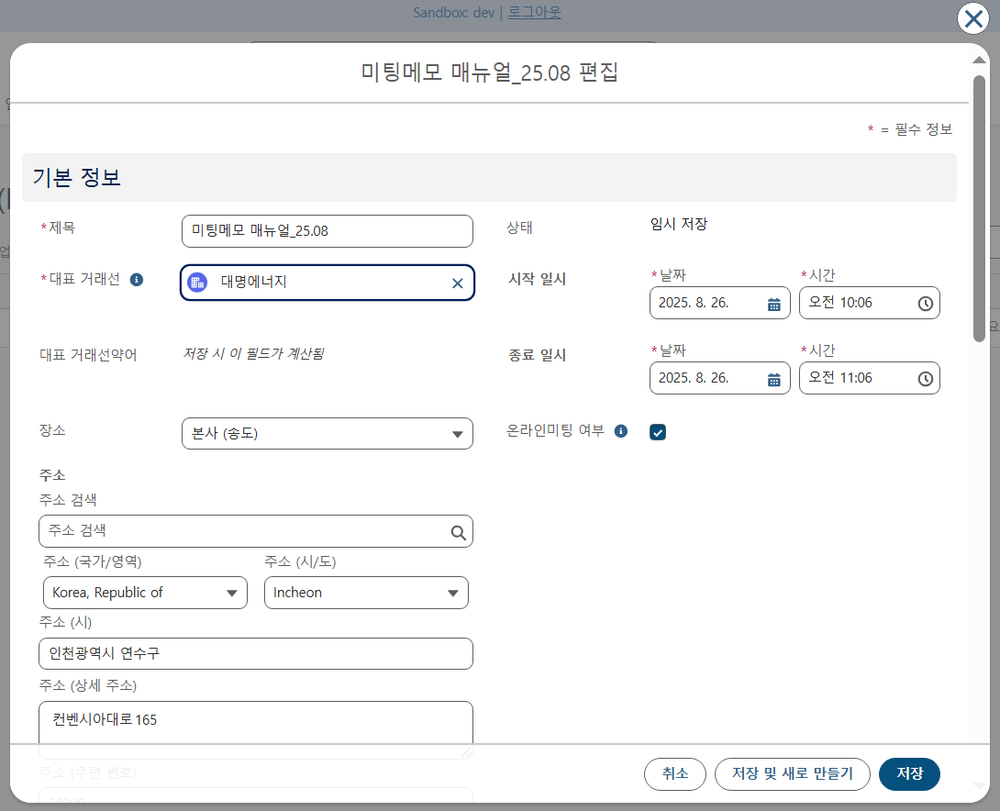 Sandbox: dev | 로그아웃
미팅메모 매뉴얼_25.08 편집
* = 필수 정보
기본 정보
*제목
미팅메모 매뉴얼_25.08
상태
임시 저장
*대표 거래선
대명에너지
시작 일시
*날짜
2025. 8. 26.
*시간
오전 10:06
대표 거래선약어
저장 시 이 필드가 계산됨
종료 일시
*날짜
2025. 8. 26.
*시간
오전 11:06
장소
본사 (송도)
온라인미팅 여부
주소
주소 검색
주소 검색
주소 (국가/영역)
주소 (시/도)
Korea, Republic of
Incheon
주소 (시)
인천광역시 연수구
주소 (상세 주소)
컨벤시아대로 165
주소 (우편 번호)
취소
저장 및 새로 만들기
저장